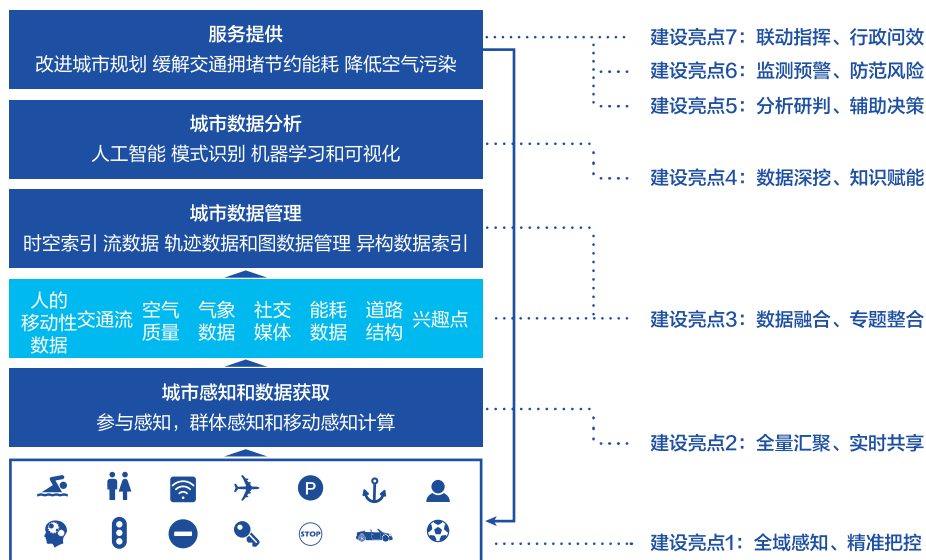 服务提供
改进城市规划 缓解交通拥堵节约能耗 降低空气污染
城市数据分析
人工智能 模式识别 机器学习和可视化
城市数据管理
时空索引 流数据 轨迹数据和图数据管理 异构数据索引
人的
移动性
数据
交通流
空气
质量
气象
数据
社交
媒体
能耗
数据
道路
结构
兴趣点
城市感知和数据获取
参与感知，群体感知和移动感知计算
P
STOP
建设亮点7：联动指挥、行政问效
建设亮点6：监测预警、防范风险
建设亮点5：分析研判、辅助决策
建设亮点4：数据深挖、知识赋能
建设亮点3：数据融合、专题整合
建设亮点2：全量汇聚、实时共享
建设亮点1：全域感知、精准把控